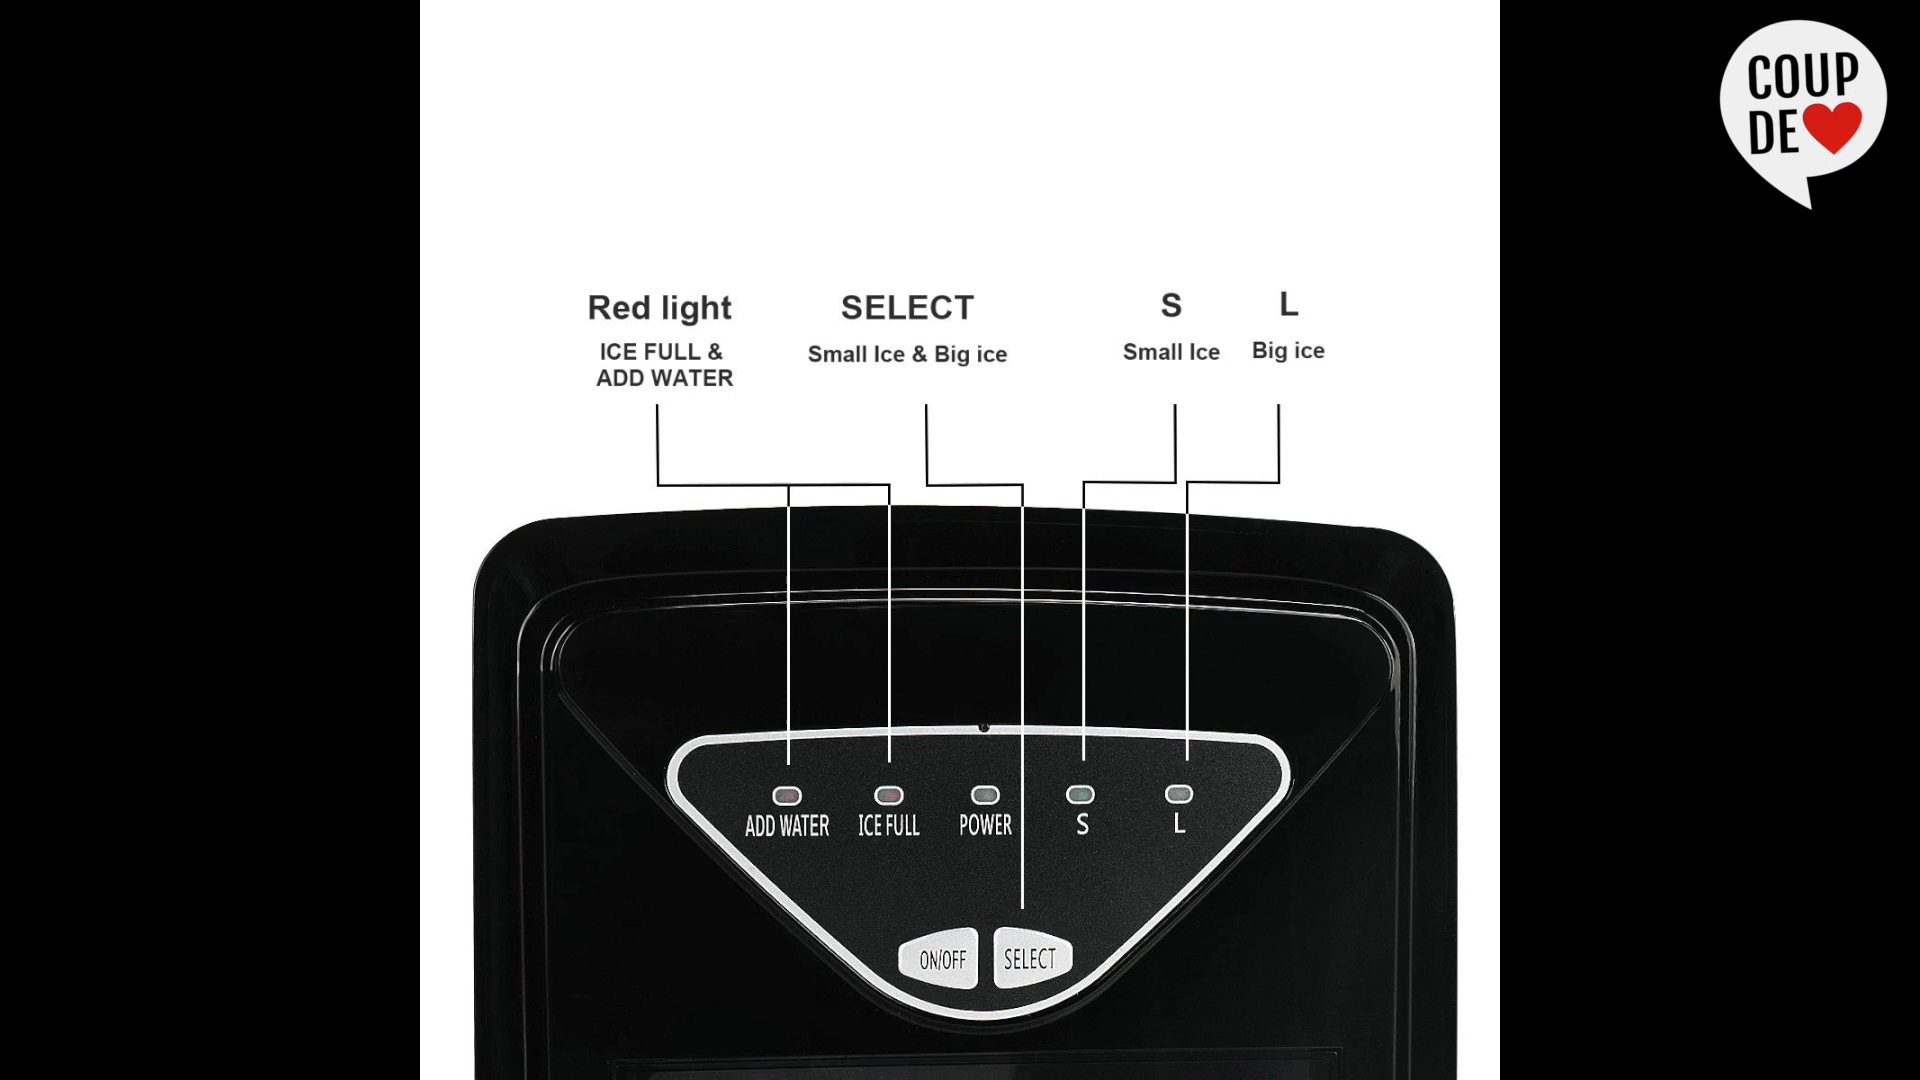 COUP
DE
Red light
SELECT
S
L
ICE FULL &
ADD WATER
Small Ice & Big ice
Small Ice
Big ice
ADD WATER
ICE FULL
POWER
S
L
ON/OFF
SELECT